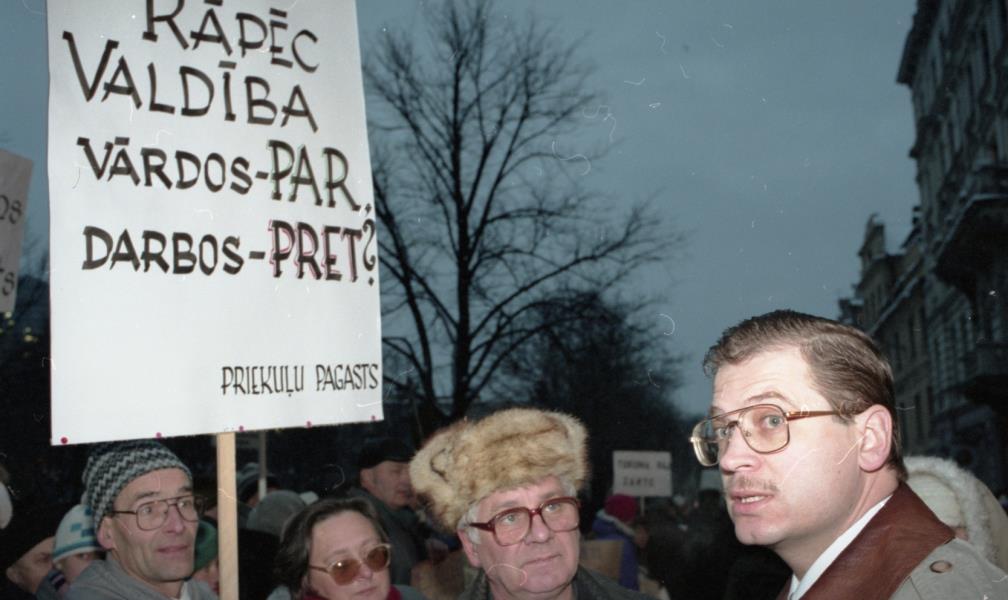 RĀPĒC
VALDĪBA
VĀRDOS-PAR,
DARBOS-PRET?
PRIEKUĻU PAGASTS